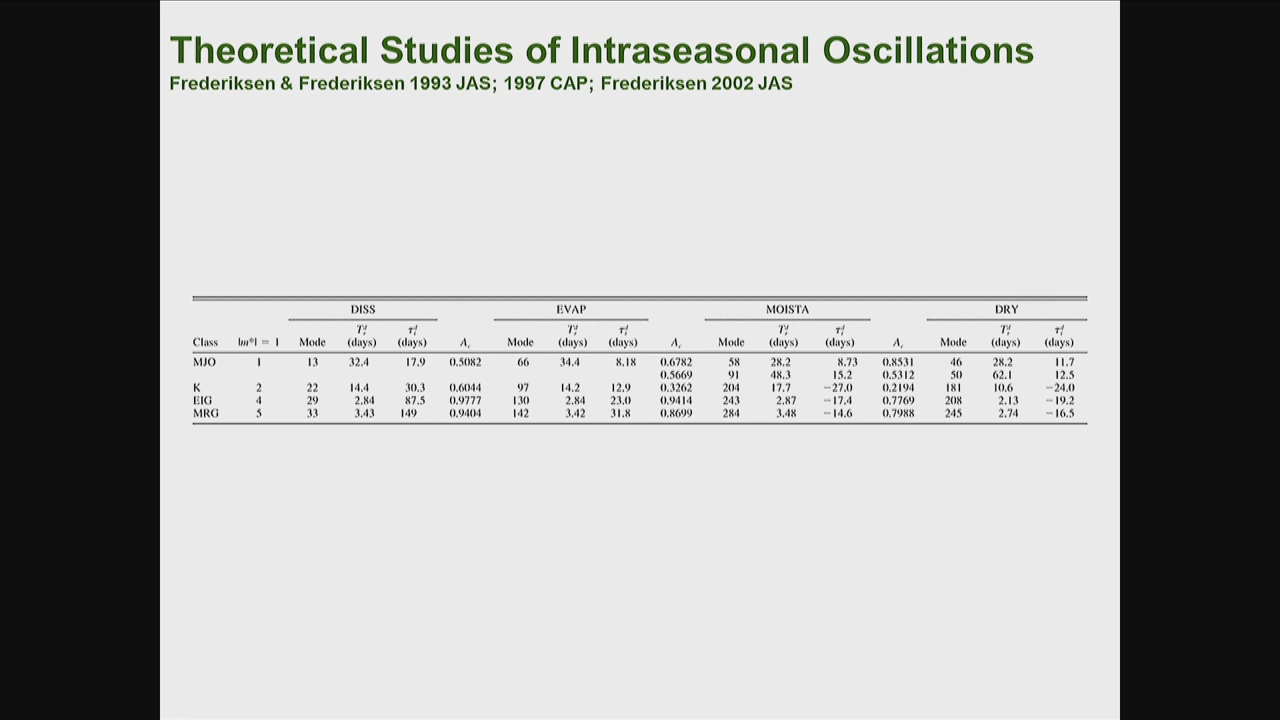 Theoretical Studies of Intraseasonal Oscillations
Frederiksen & Frederiksen 1993 JAS; 1997 CAP; Frederiksen 2002 JAS
DISS EVAP MOISTA DRY
Class |m*| = 1 Mode (days) (days) Mode (days) (days) Mode (days) (days) Mode (days) (days)
MJO 1 13 32.4 17.9 0.5082 66 34.4 8.18 0.6782 58 28.2 8.73 0.8531 46 28.2 11.7
0.5669 91 48.3 15.2 0.5312 50 62.1 12.5
K 2 22 14.4 30.3 0.6044 97 14.2 12.9 0.3262 204 17.7 −27.0 0.2194 181 10.6 −24.0
EIG 4 29 2.84 87.5 0.9777 130 2.84 23.0 0.9414 243 2.87 −17.4 0.7769 208 2.13 −19.2
MRG 5 33 3.43 149 0.9404 142 3.42 31.8 0.8699 284 3.48 −14.6 0.7988 245 2.74 −16.5